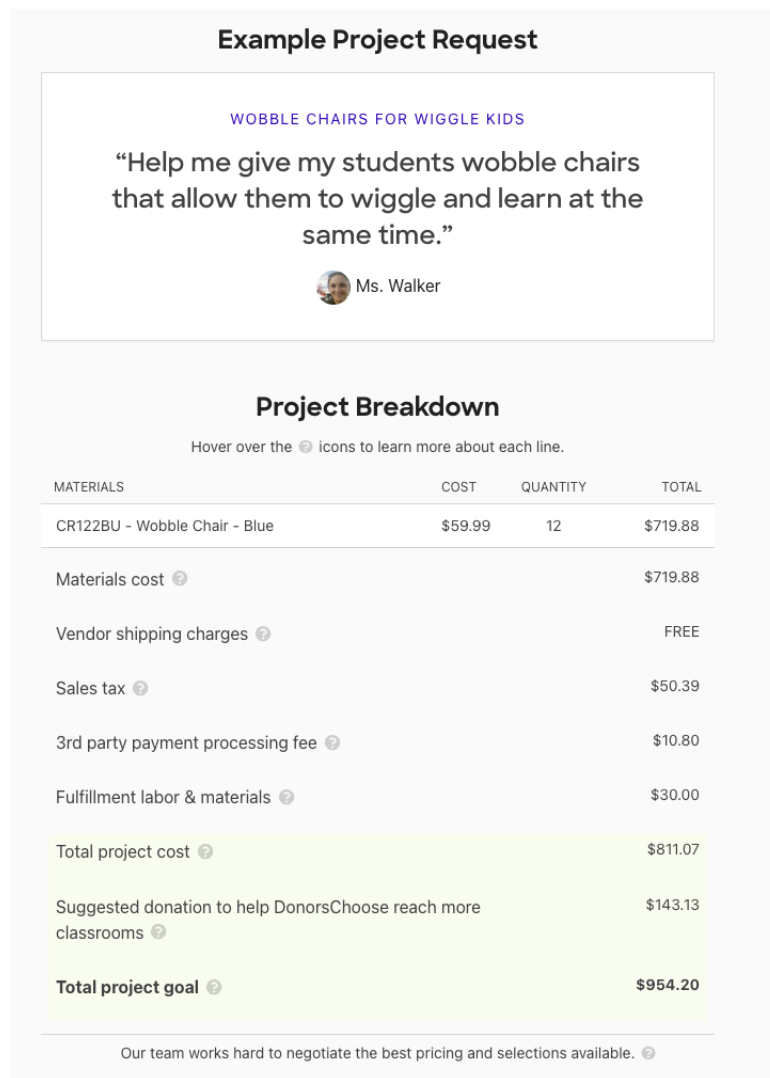 Example Project Request
WOBBLE CHAIRS FOR WIGGLE KIDS
“Help me give my students wobble chairs
that allow them to wiggle and learn at the
same time.”
Ms. Walker
Project Breakdown
Hover over the ? icons to learn more about each line.
MATERIALS COST QUANTITY TOTAL
CR122BU - Wobble Chair - Blue $59.99 12 $719.88
Materials cost ? $719.88
Vendor shipping charges ? FREE
Sales tax ? $50.39
3rd party payment processing fee ? $10.80
Fulfillment labor & materials ? $30.00
Total project cost ? $811.07
Suggested donation to help DonorsChoose reach more $143.13
classrooms ?
Total project goal ? $954.20
Our team works hard to negotiate the best pricing and selections available. ?